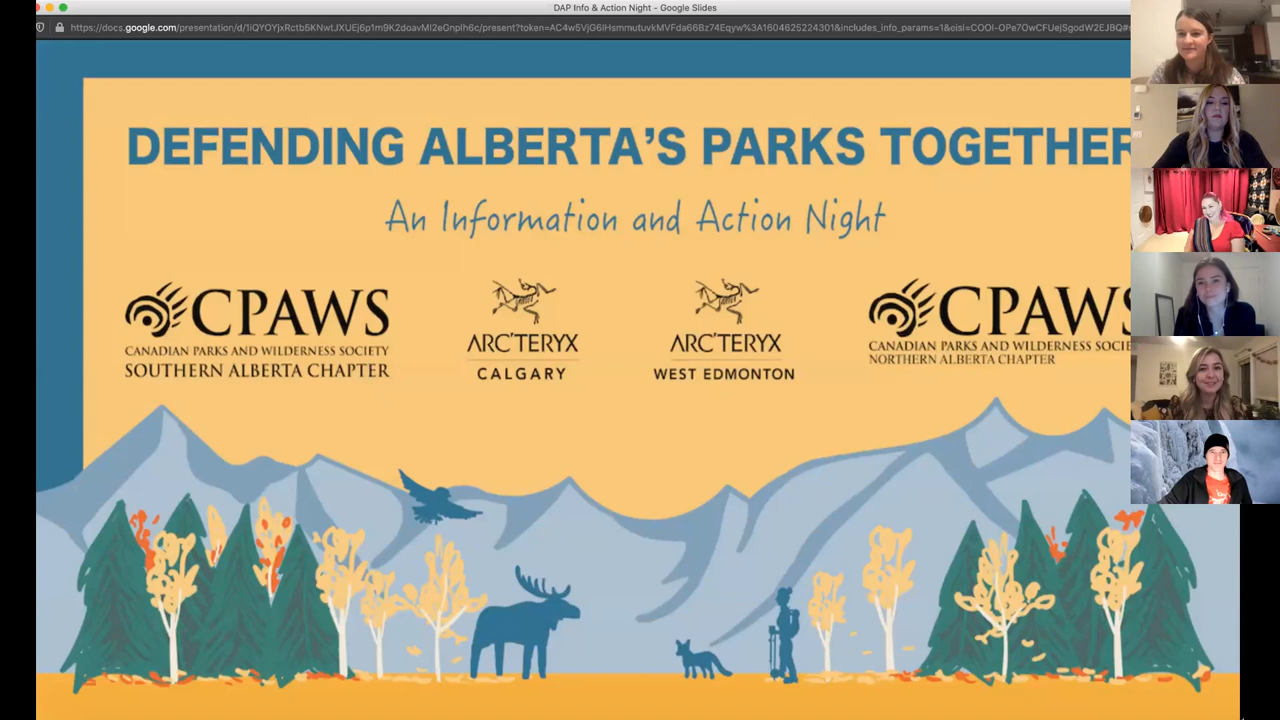 DAP Info & Action Night - Google Slides
DEFENDING ALBERTA'S PARKS TOGETHER
An Information and Action Night
CPAWS
CANADIAN PARKS AND WILDERNESS SOCIETY
SOUTHERN ALBERTA CHAPTER
ARC'TERYX
CALGARY
ARC'TERYX
WEST EDMONTON
CPAWS
CANADIAN PARKS AND WILDERNESS SOCIE
NORTHERN ALBERTA CHAPTER